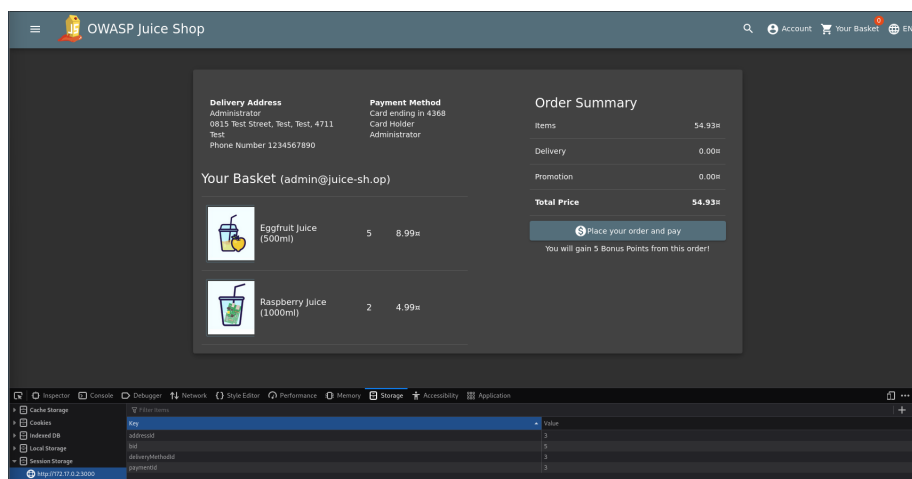 OWASP Juice Shop
Account
Your Basket
0
EN
Delivery Address
Administrator
0815 Test Street, Test, Test, 4711
Test
Phone Number 1234567890
Payment Method
Card ending in 4368
Card Holder
Administrator
Order Summary
Items 54.93¤
Delivery 0.00¤
Promotion 0.00¤
Total Price 54.93¤
Place your order and pay
You will gain 5 Bonus Points from this order!
Your Basket (admin@juice-sh.op)
Eggfruit Juice
(500ml)
5 8.99¤
Raspberry Juice
(1000ml)
2 4.99¤
Inspector Console Debugger Network {} Style Editor Performance Memory Storage Accessibility Application
Cache Storage
Cookies
Indexed DB
Local Storage
Session Storage
http://172.17.0.2:3000
Filter Items
Key Value
addressId 3
bid 5
deliveryMethodId 3
paymentId 3